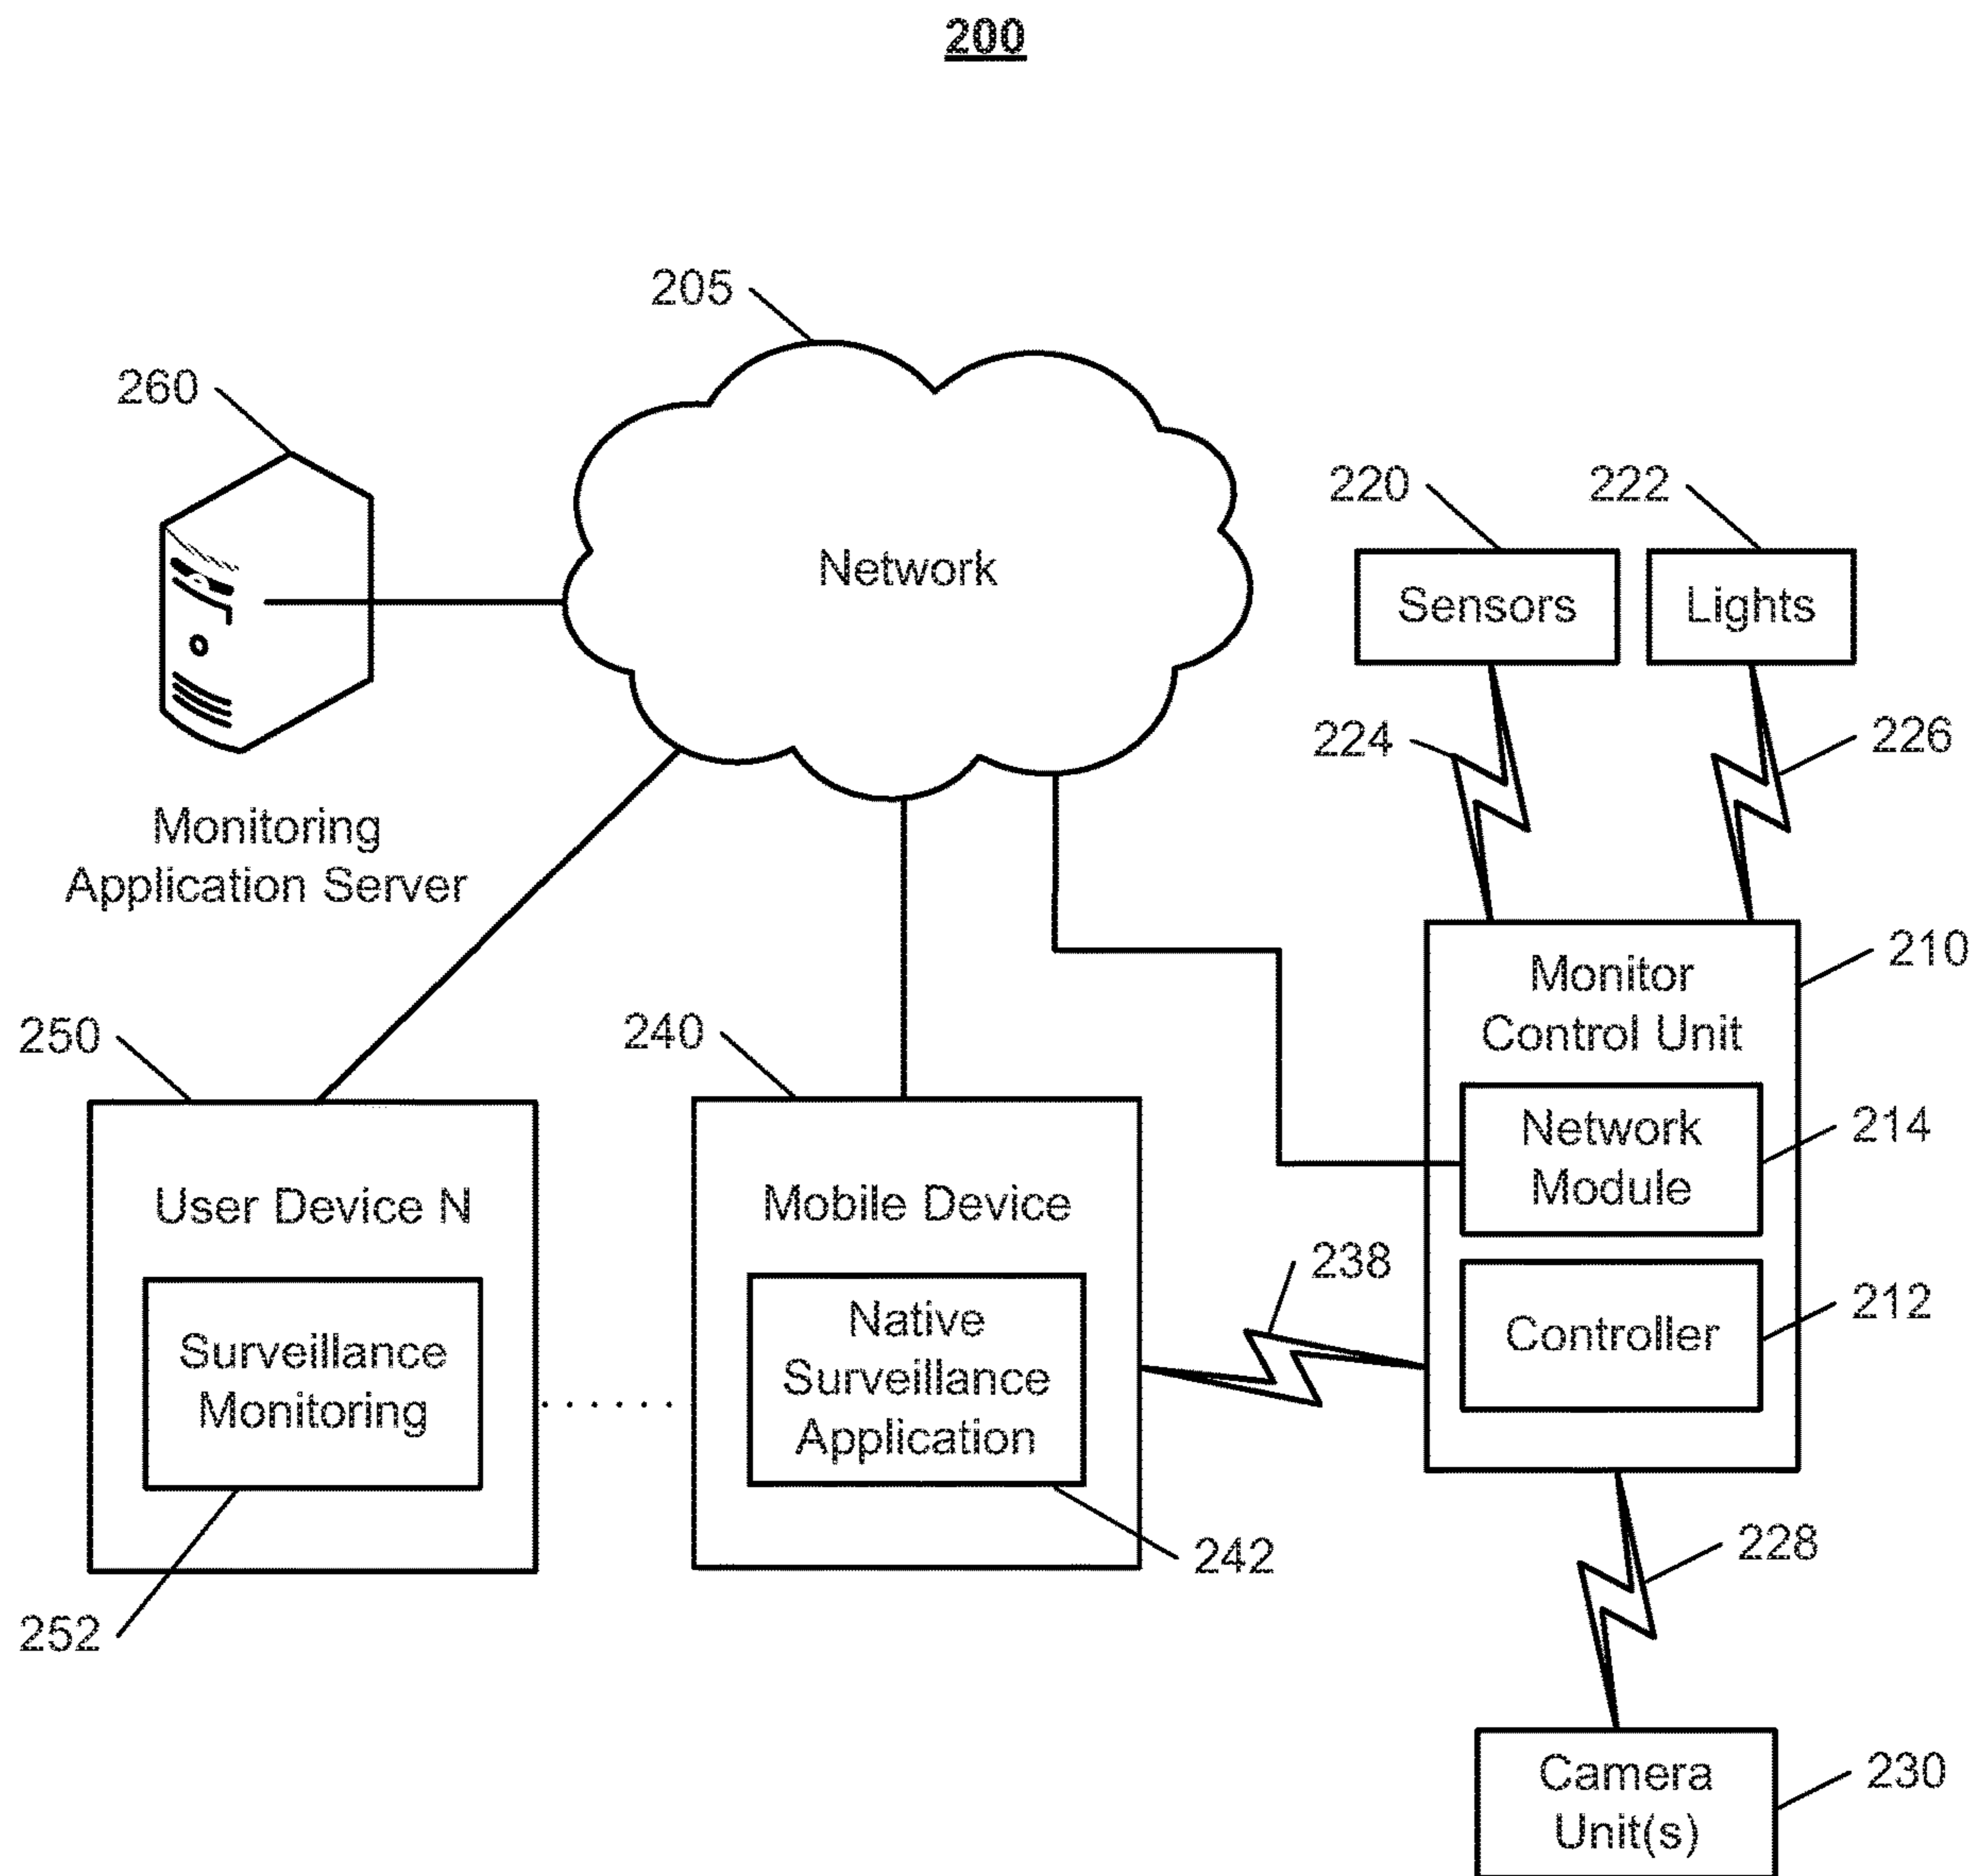 200
205
260
Network
220
222
Sensors
Lights
224
226
Monitoring
Application Server
210
Monitor
Control Unit
250
240
Network
Module
214
User Device N
Mobile Device
238
Controller
212
Surveillance
Monitoring
Native
Surveillance
Application
242
228
252
Camera
Unit(s)
230